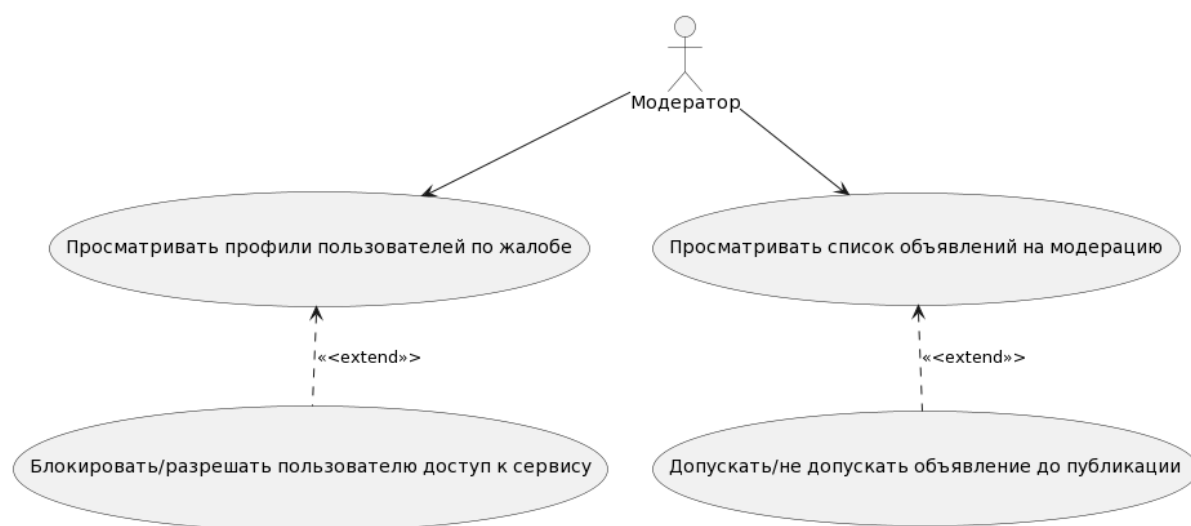 Модератор
Просматривать профили пользователей по жалобе
Просматривать список объявлений на модерацию
«<extend»>
«<extend»>
Блокировать/разрешать пользователю доступ к сервису
Допускать/не допускать объявление до публикации